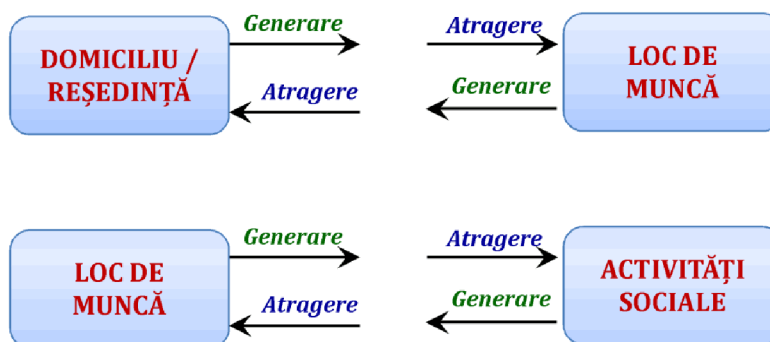 Generare
Atragere
DOMICILIU /
REȘEDINȚĂ
LOC DE
MUNCĂ
Atragere
Generare
Generare
Atragere
LOC DE
MUNCĂ
ACTIVITĂȚI
SOCIALE
Atragere
Generare